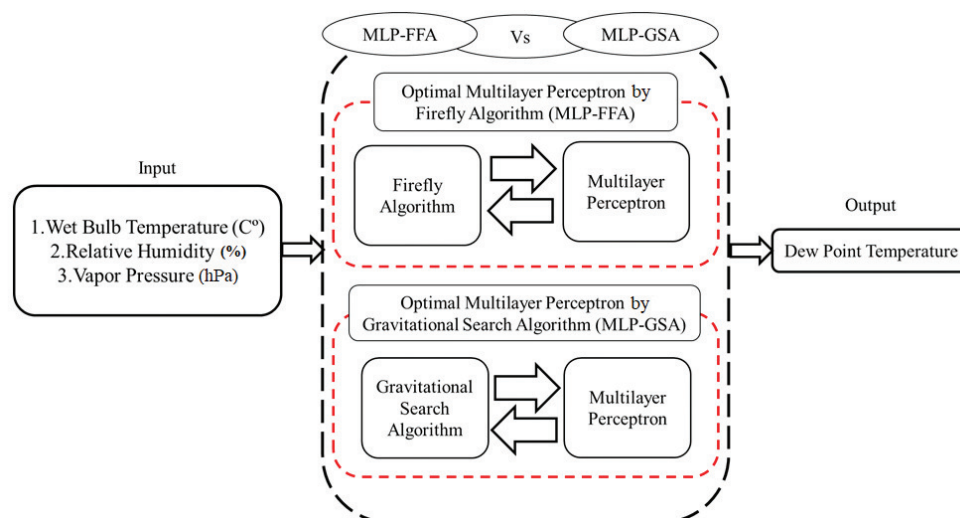 MLP-FFA
Vs
MLP-GSA
Optimal Multilayer Perceptron by
Firefly Algorithm (MLP-FFA)
Firefly
Algorithm
Multilayer
Perceptron
Input
1.Wet Bulb Temperature (Cº)
2.Relative Humidity (%)
3.Vapor Pressure (hPa)
Output
Dew Point Temperature
Optimal Multilayer Perceptron by
Gravitational Search Algorithm (MLP-GSA)
Gravitational
Search
Algorithm
Multilayer
Perceptron